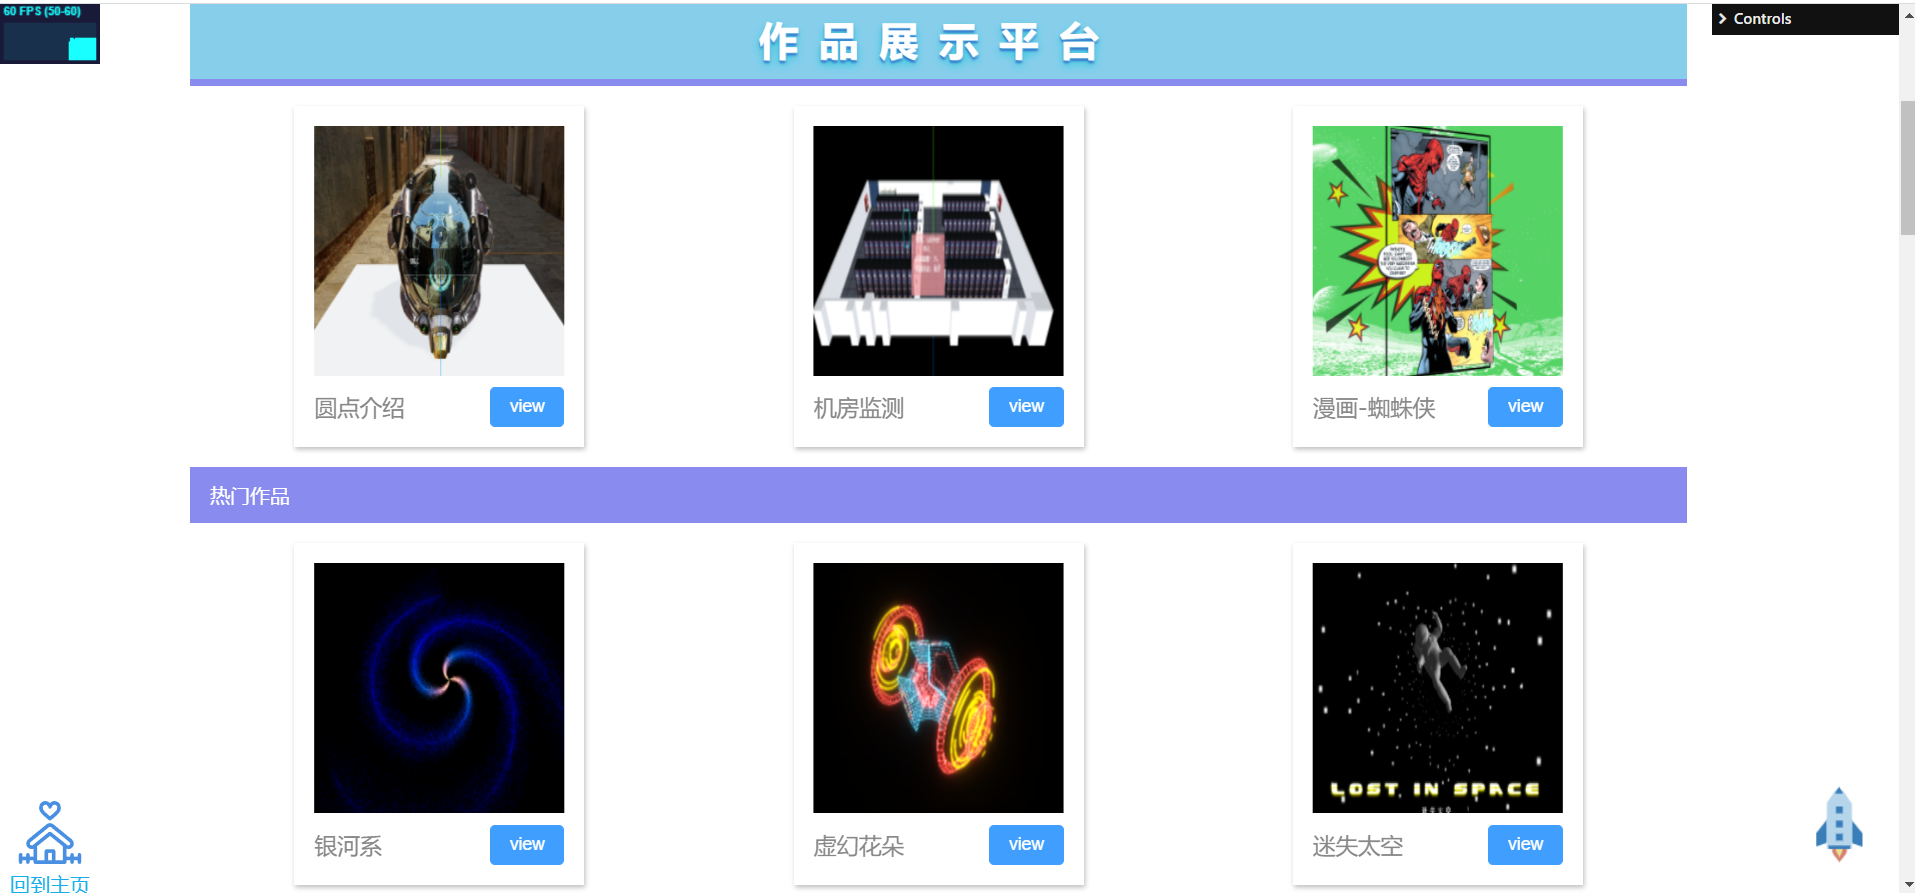 60 FPS (50-60)
作品展示平台
Controls
圆点介绍
view
机房监测
view
漫画-蜘蛛侠
view
热门作品
LOST IN SPACE
银河系
view
虚幻花朵
view
迷失太空
view
回到主页